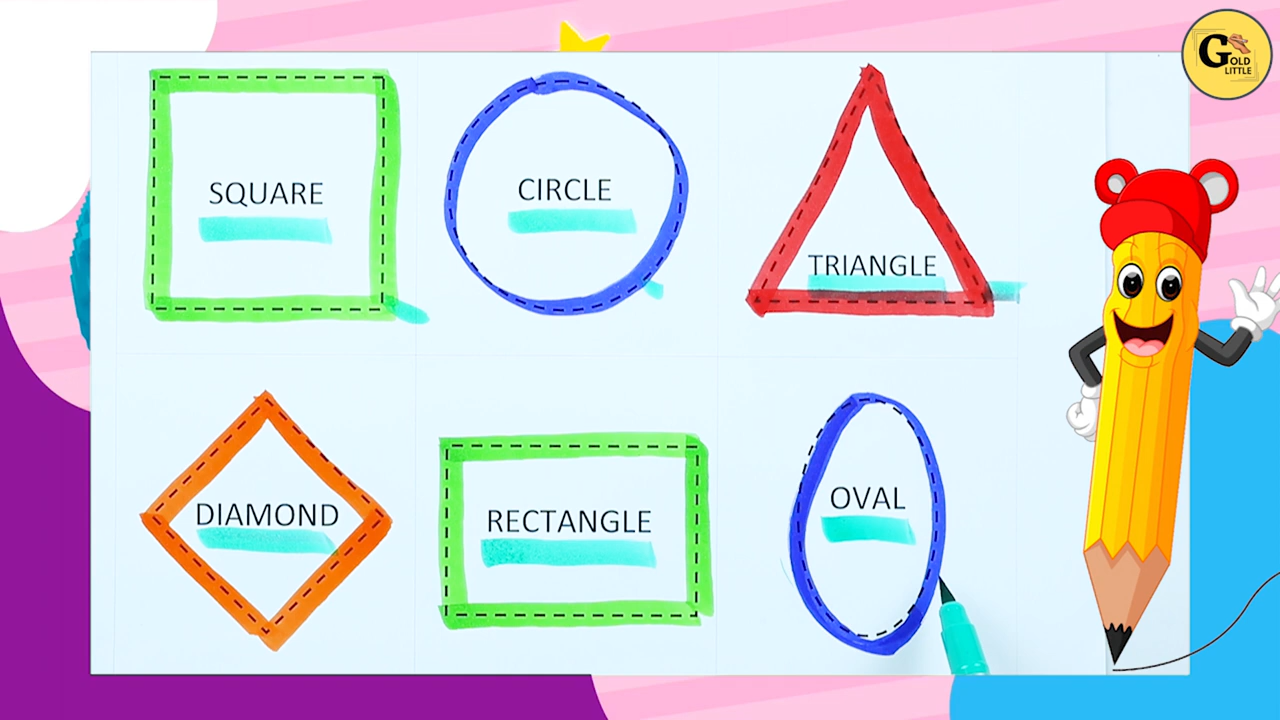 GOLD
LITTLE
SQUARE
CIRCLE
TRIANGLE
DIAMOND
RECTANGLE
OVAL